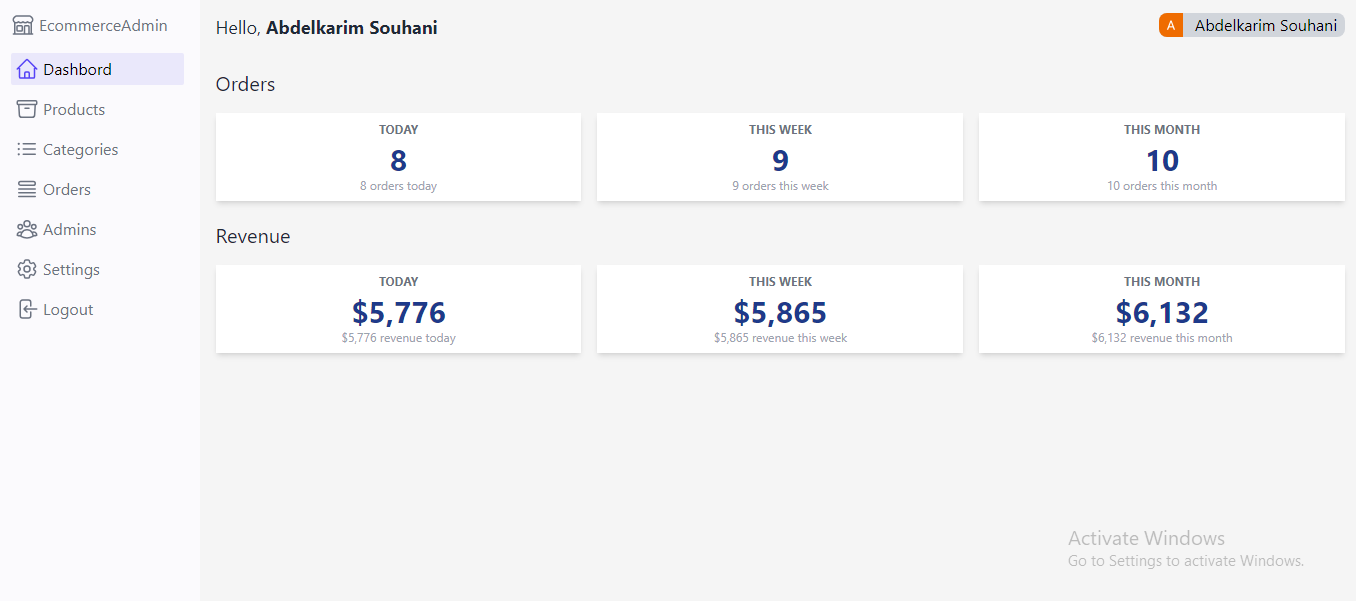 EcommerceAdmin
Dashbord
Products
Categories
Orders
Admins
Settings
Logout
Hello, Abdelkarim Souhani
A Abdelkarim Souhani
Orders
TODAY
8
8 orders today
THIS WEEK
9
9 orders this week
THIS MONTH
10
10 orders this month
Revenue
TODAY
$5,776
$5,776 revenue today
THIS WEEK
$5,865
$5,865 revenue this week
THIS MONTH
$6,132
$6,132 revenue this month
Activate Windows
Go to Settings to activate Windows.